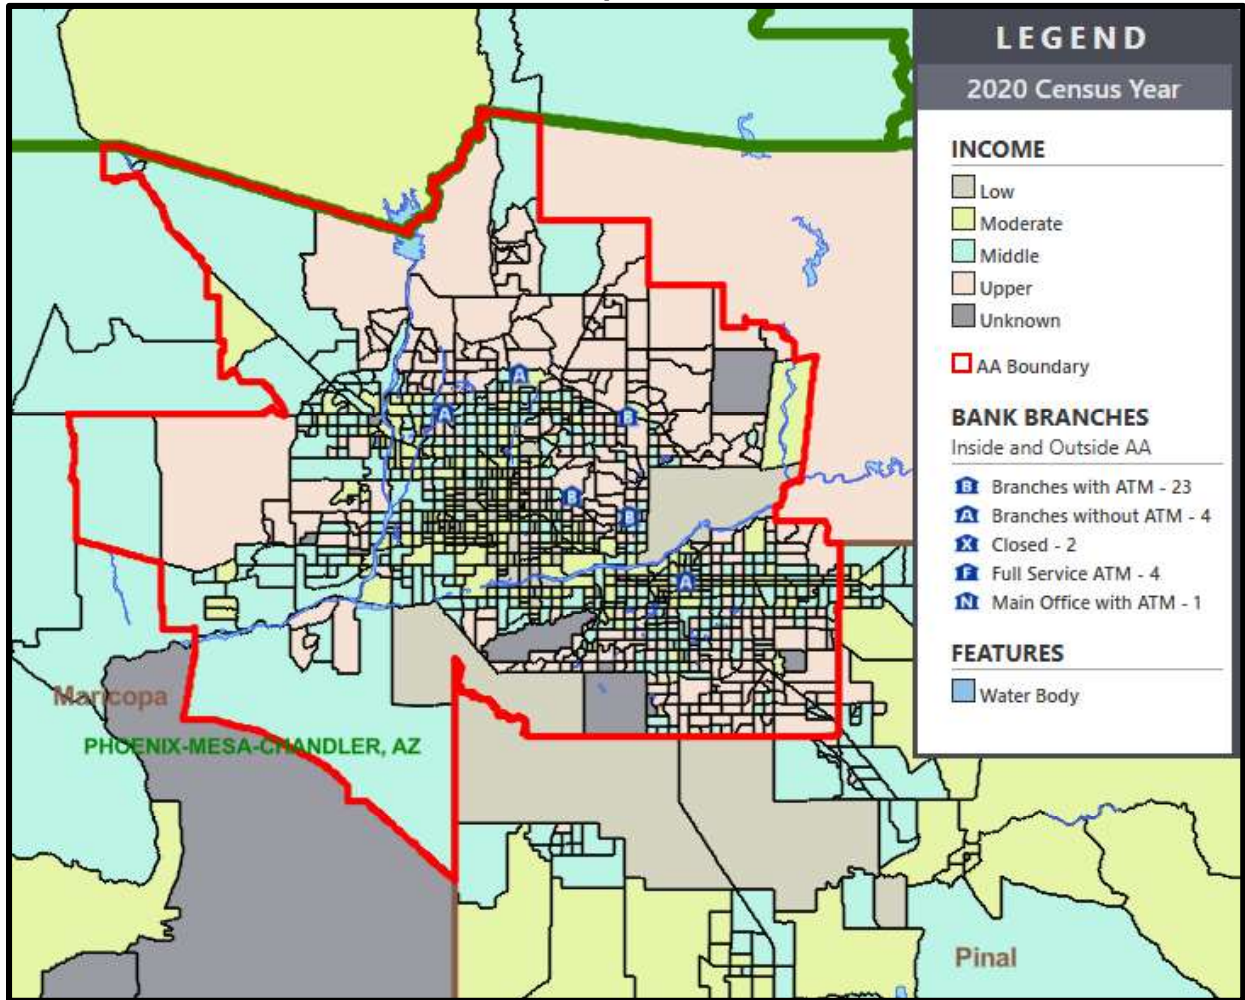 LEGEND
2020 Census Year
INCOME
Low
Moderate
Middle
Upper
Unknown
AA Boundary
BANK BRANCHES
Inside and Outside AA
B Branches with ATM - 23
A Branches without ATM - 4
X Closed - 2
F Full Service ATM - 4
N Main Office with ATM - 1
FEATURES
Water Body
A
A
B
B
B
A
Maricopa
PHOENIX-MESA-CHANDLER, AZ
Pinal